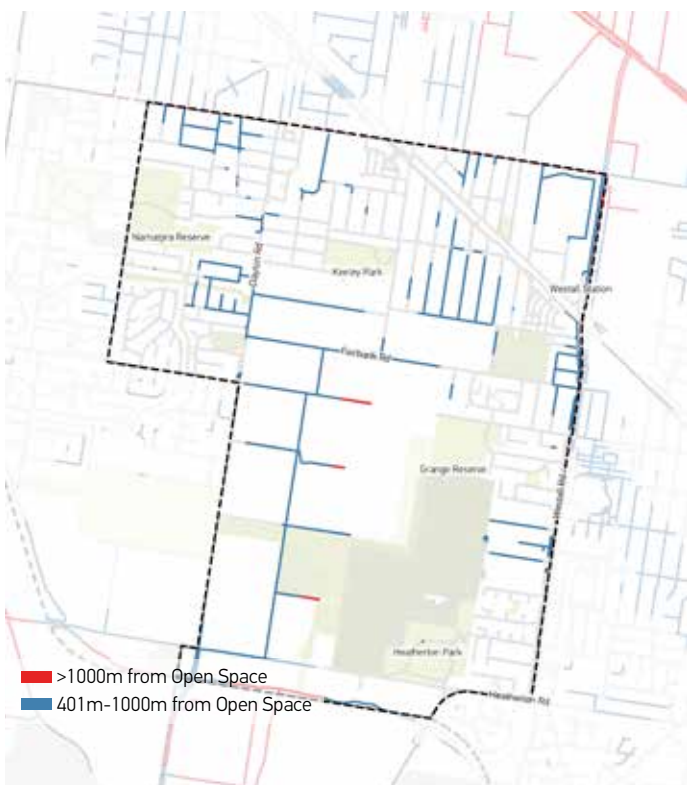 Namatjira Reserve
Clayton Rd
Keeley Park
Westall Station
Fairbank Rd
Grange Reserve
Westall Rd
Heatherton Park
Heatherton Rd
>1000m from Open Space
401m-1000m from Open Space